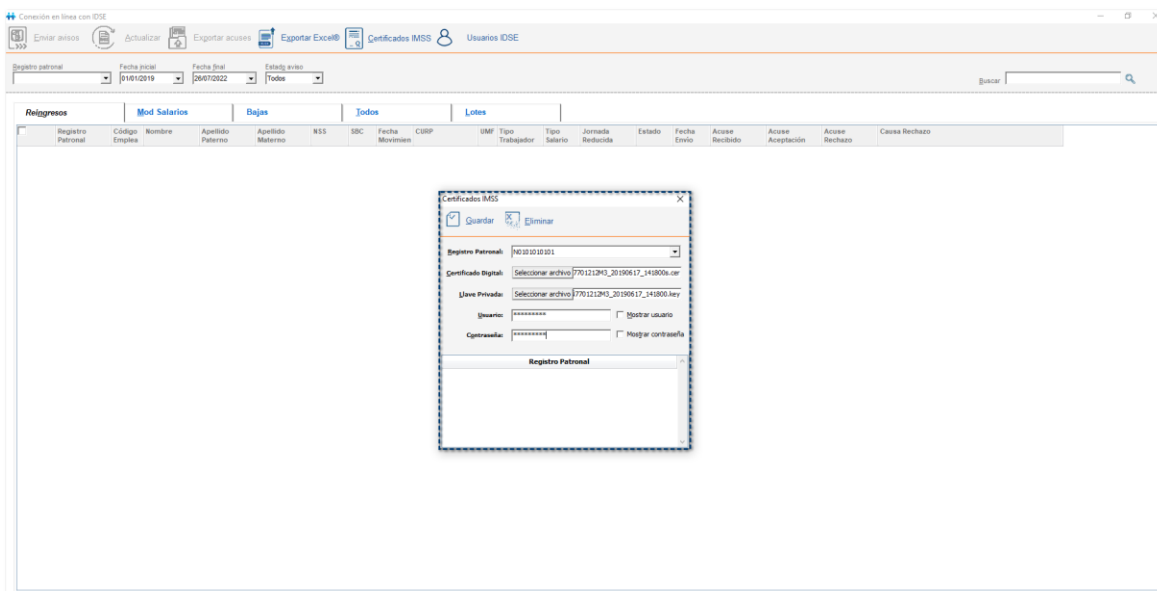 Conexión en línea con IDSE
Enviar avisos Actualizar Exportar acuses Exportar Excel® Certificados IMSS Usuarios IDSE
Registro patronal Fecha inicial Fecha final Estado aviso
01/01/2019 26/07/2022 Todos Buscar
Reingresos Mod Salarios Bajas Todos Lotes
Registro Patronal Código Emplea Nombre Apellido Paterno Apellido Materno NSS SBC Fecha Movimien CURP UMF Tipo Trabajador Tipo Salario Jornada Reducida Estado Fecha Envío Acuse Recibido Acuse Aceptación Acuse Rechazo Causa Rechazo
Certificados IMSS
Guardar Eliminar
Registro Patronal: N0101010101
Certificado Digital: Seleccionar archivo 7701212M3_20190617_141800s.cer
Llave Privada: Seleccionar archivo i7701212M3_20190617_141800.key
Usuario: ********* Mostrar usuario
Contraseña: ********* Mostrar contraseña
Registro Patronal